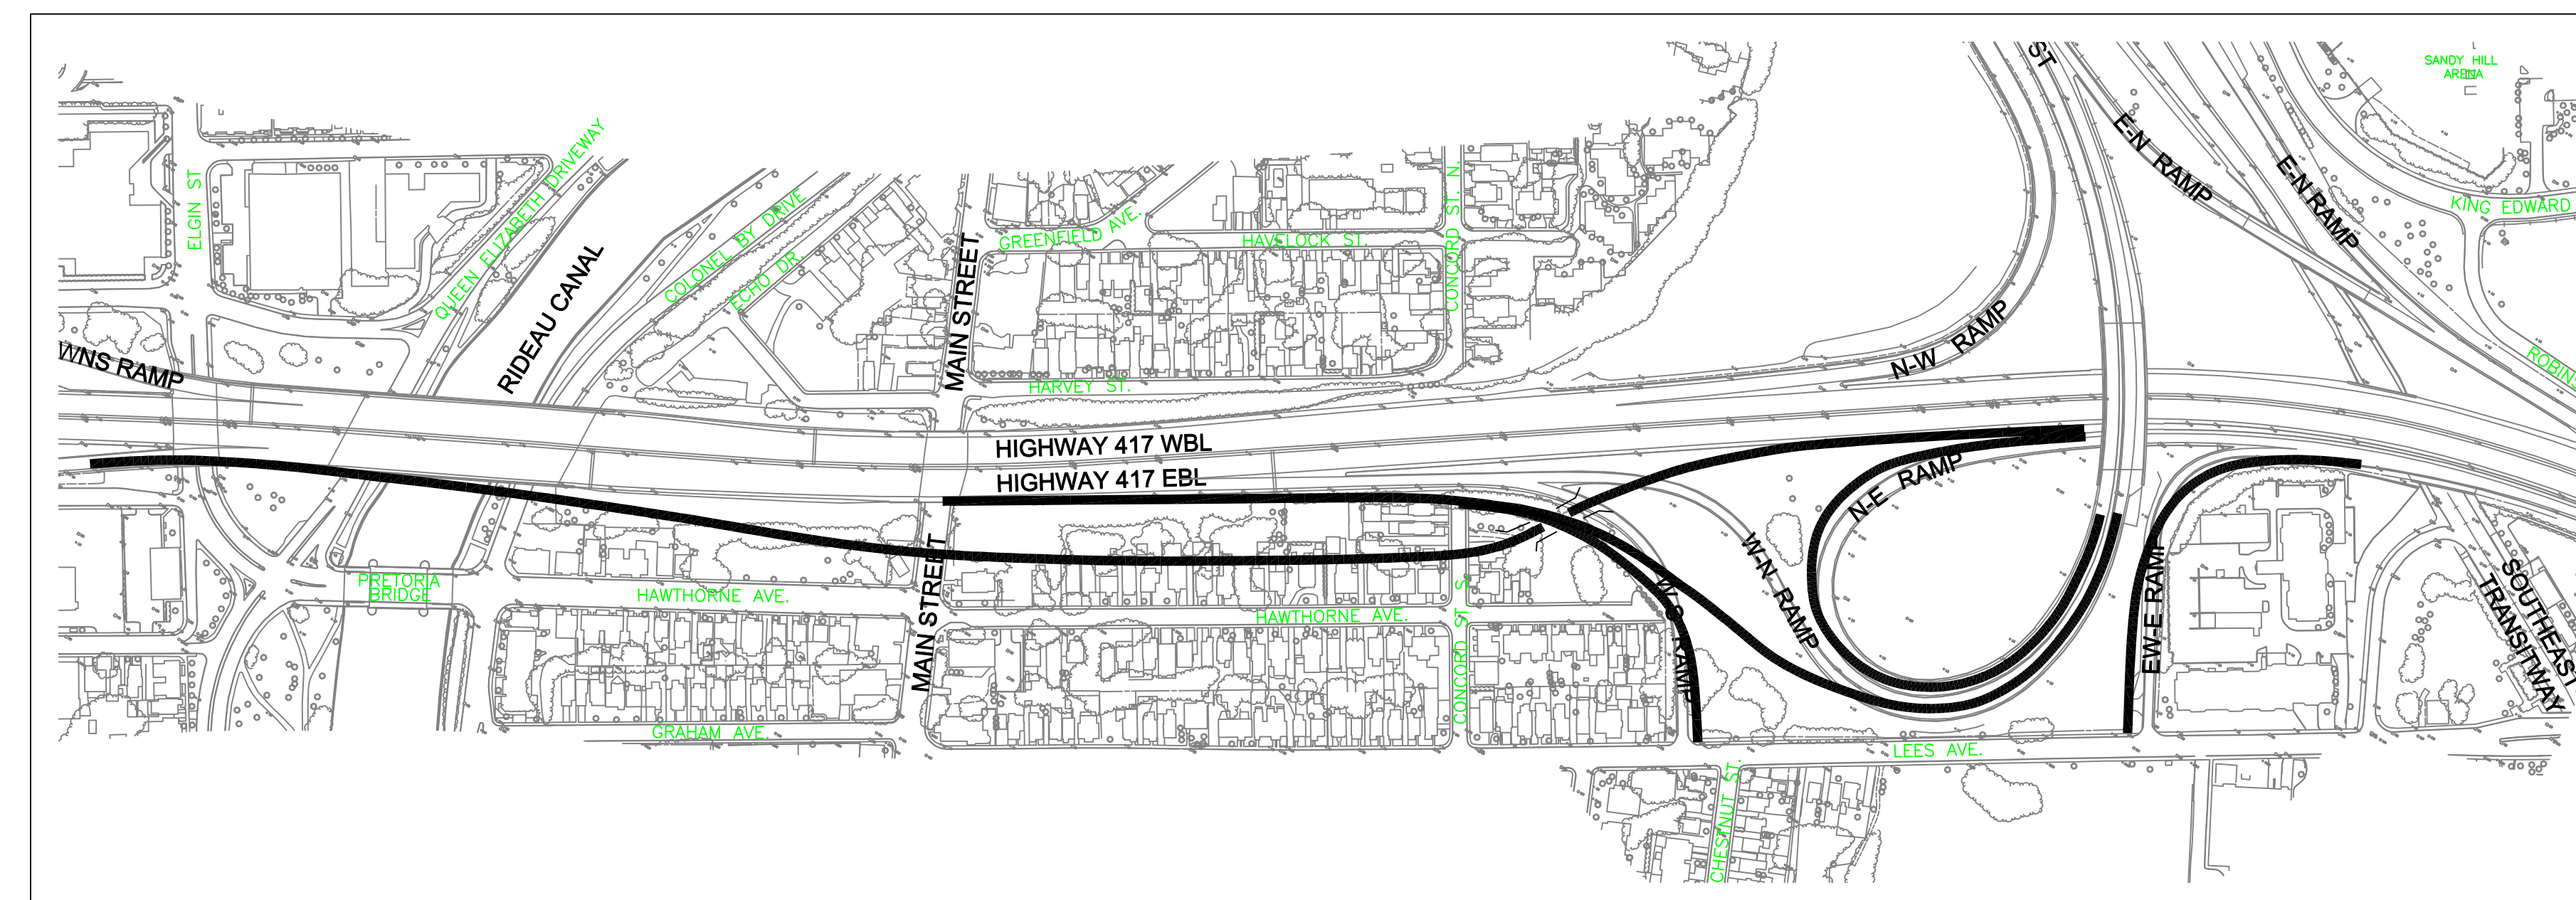 ST
SANDY HILL
ARENA
E-N RAMP
E-N RAMP
KING EDWARD
ELGIN ST
QUEEN ELIZABETH DRIVEWAY
RIDEAU CANAL
COLONEL BY DRIVE
ECHO DR.
MAIN STREET
GREENFIELD AVE.
HAVELOCK ST.
CONCORD ST. N.
N-W RAMP
ROBINS
WNS RAMP
HARVEY ST.
HIGHWAY 417 WBL
HIGHWAY 417 EBL
N-E RAMP
W-N RAMP
PRETORIA
BRIDGE
HAWTHORNE AVE.
MAIN STREET
HAWTHORNE AVE.
CONCORD ST. S.
W-S RAMP
EW-E RAMP
SOUTHEAST
TRANSITWAY
GRAHAM AVE.
LEES AVE.
CHESTNUT ST.